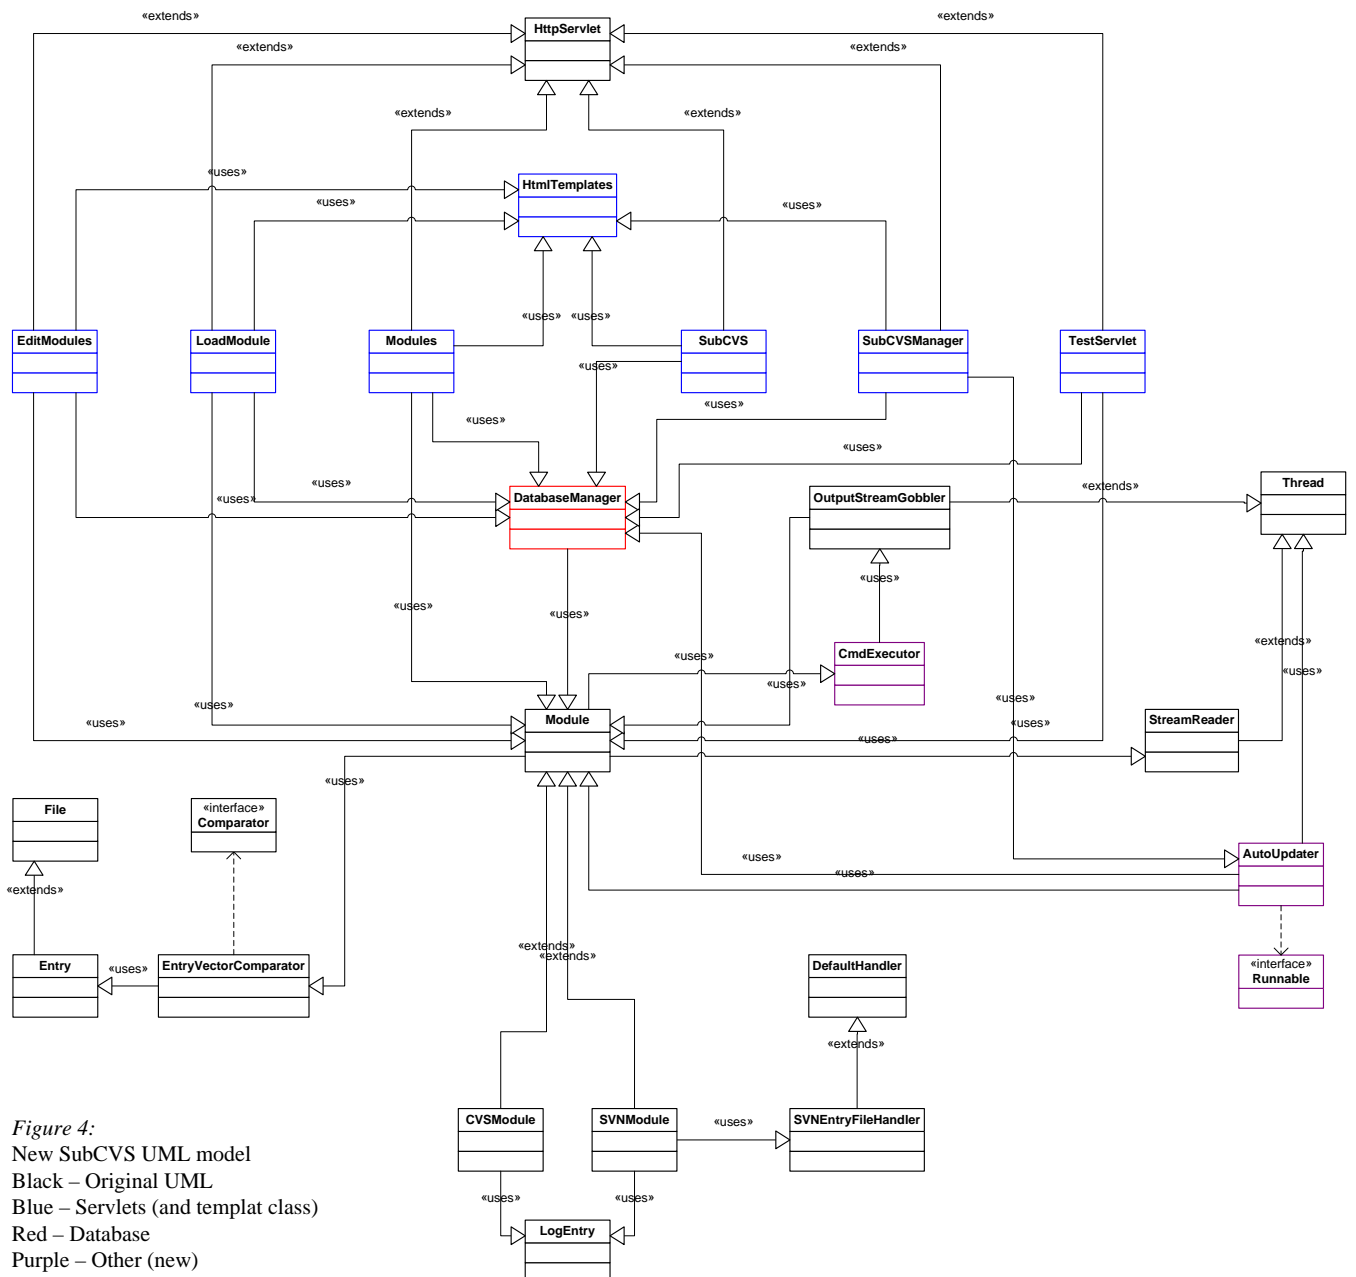 «extends»
«extends»
HttpServlet
«extends»
«extends»
«extends»
«extends»
«uses»
HtmlTemplates
«uses»
«uses»
«uses»
«uses»
EditModules
LoadModule
Modules
SubCVS
SubCVSManager
TestServlet
«uses»
«uses»
«uses»
«uses»
«uses»
«uses»
DatabaseManager
OutputStreamGobbler
«extends»
Thread
«uses»
«uses»
«uses»
«uses»
«extends»
CmdExecutor
«uses»
«uses»
«uses»
«uses»
«uses»
«uses»
Module
«uses»
StreamReader
«uses»
«uses»
«uses»
File
«interface»
Comparator
«uses»
AutoUpdater
«uses»
«extends»
«extends»
«extends»
Entry
«uses»
EntryVectorComparator
DefaultHandler
«interface»
Runnable
«extends»
CVSModule
SVNModule
«uses»
SVNEntryFileHandler
«uses»
«uses»
LogEntry
Figure 4:
New SubCVS UML model
Black – Original UML
Blue – Servlets (and templat class)
Red – Database
Purple – Other (new)